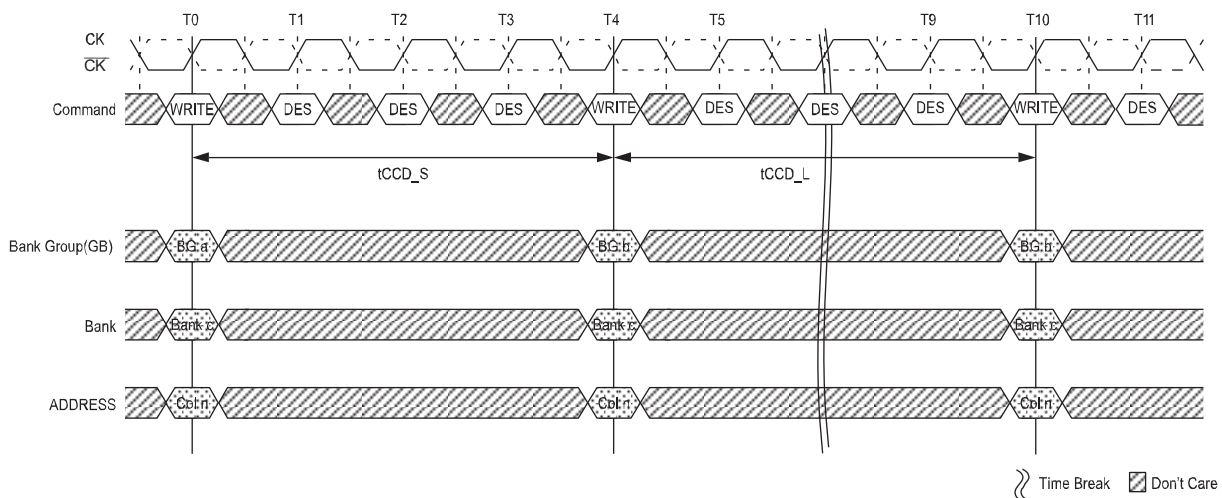 T0 T1 T2 T3 T4 T5 T9 T10 T11
CK
CK
Command WRITE DES DES DES WRITE DES DES DES WRITE DES
tCCD_S tCCD_L
Bank Group(GB) BG a BG b BG b
Bank Bank c Bank c Bank c
ADDRESS Col n Col n Col n
Time Break Don't Care